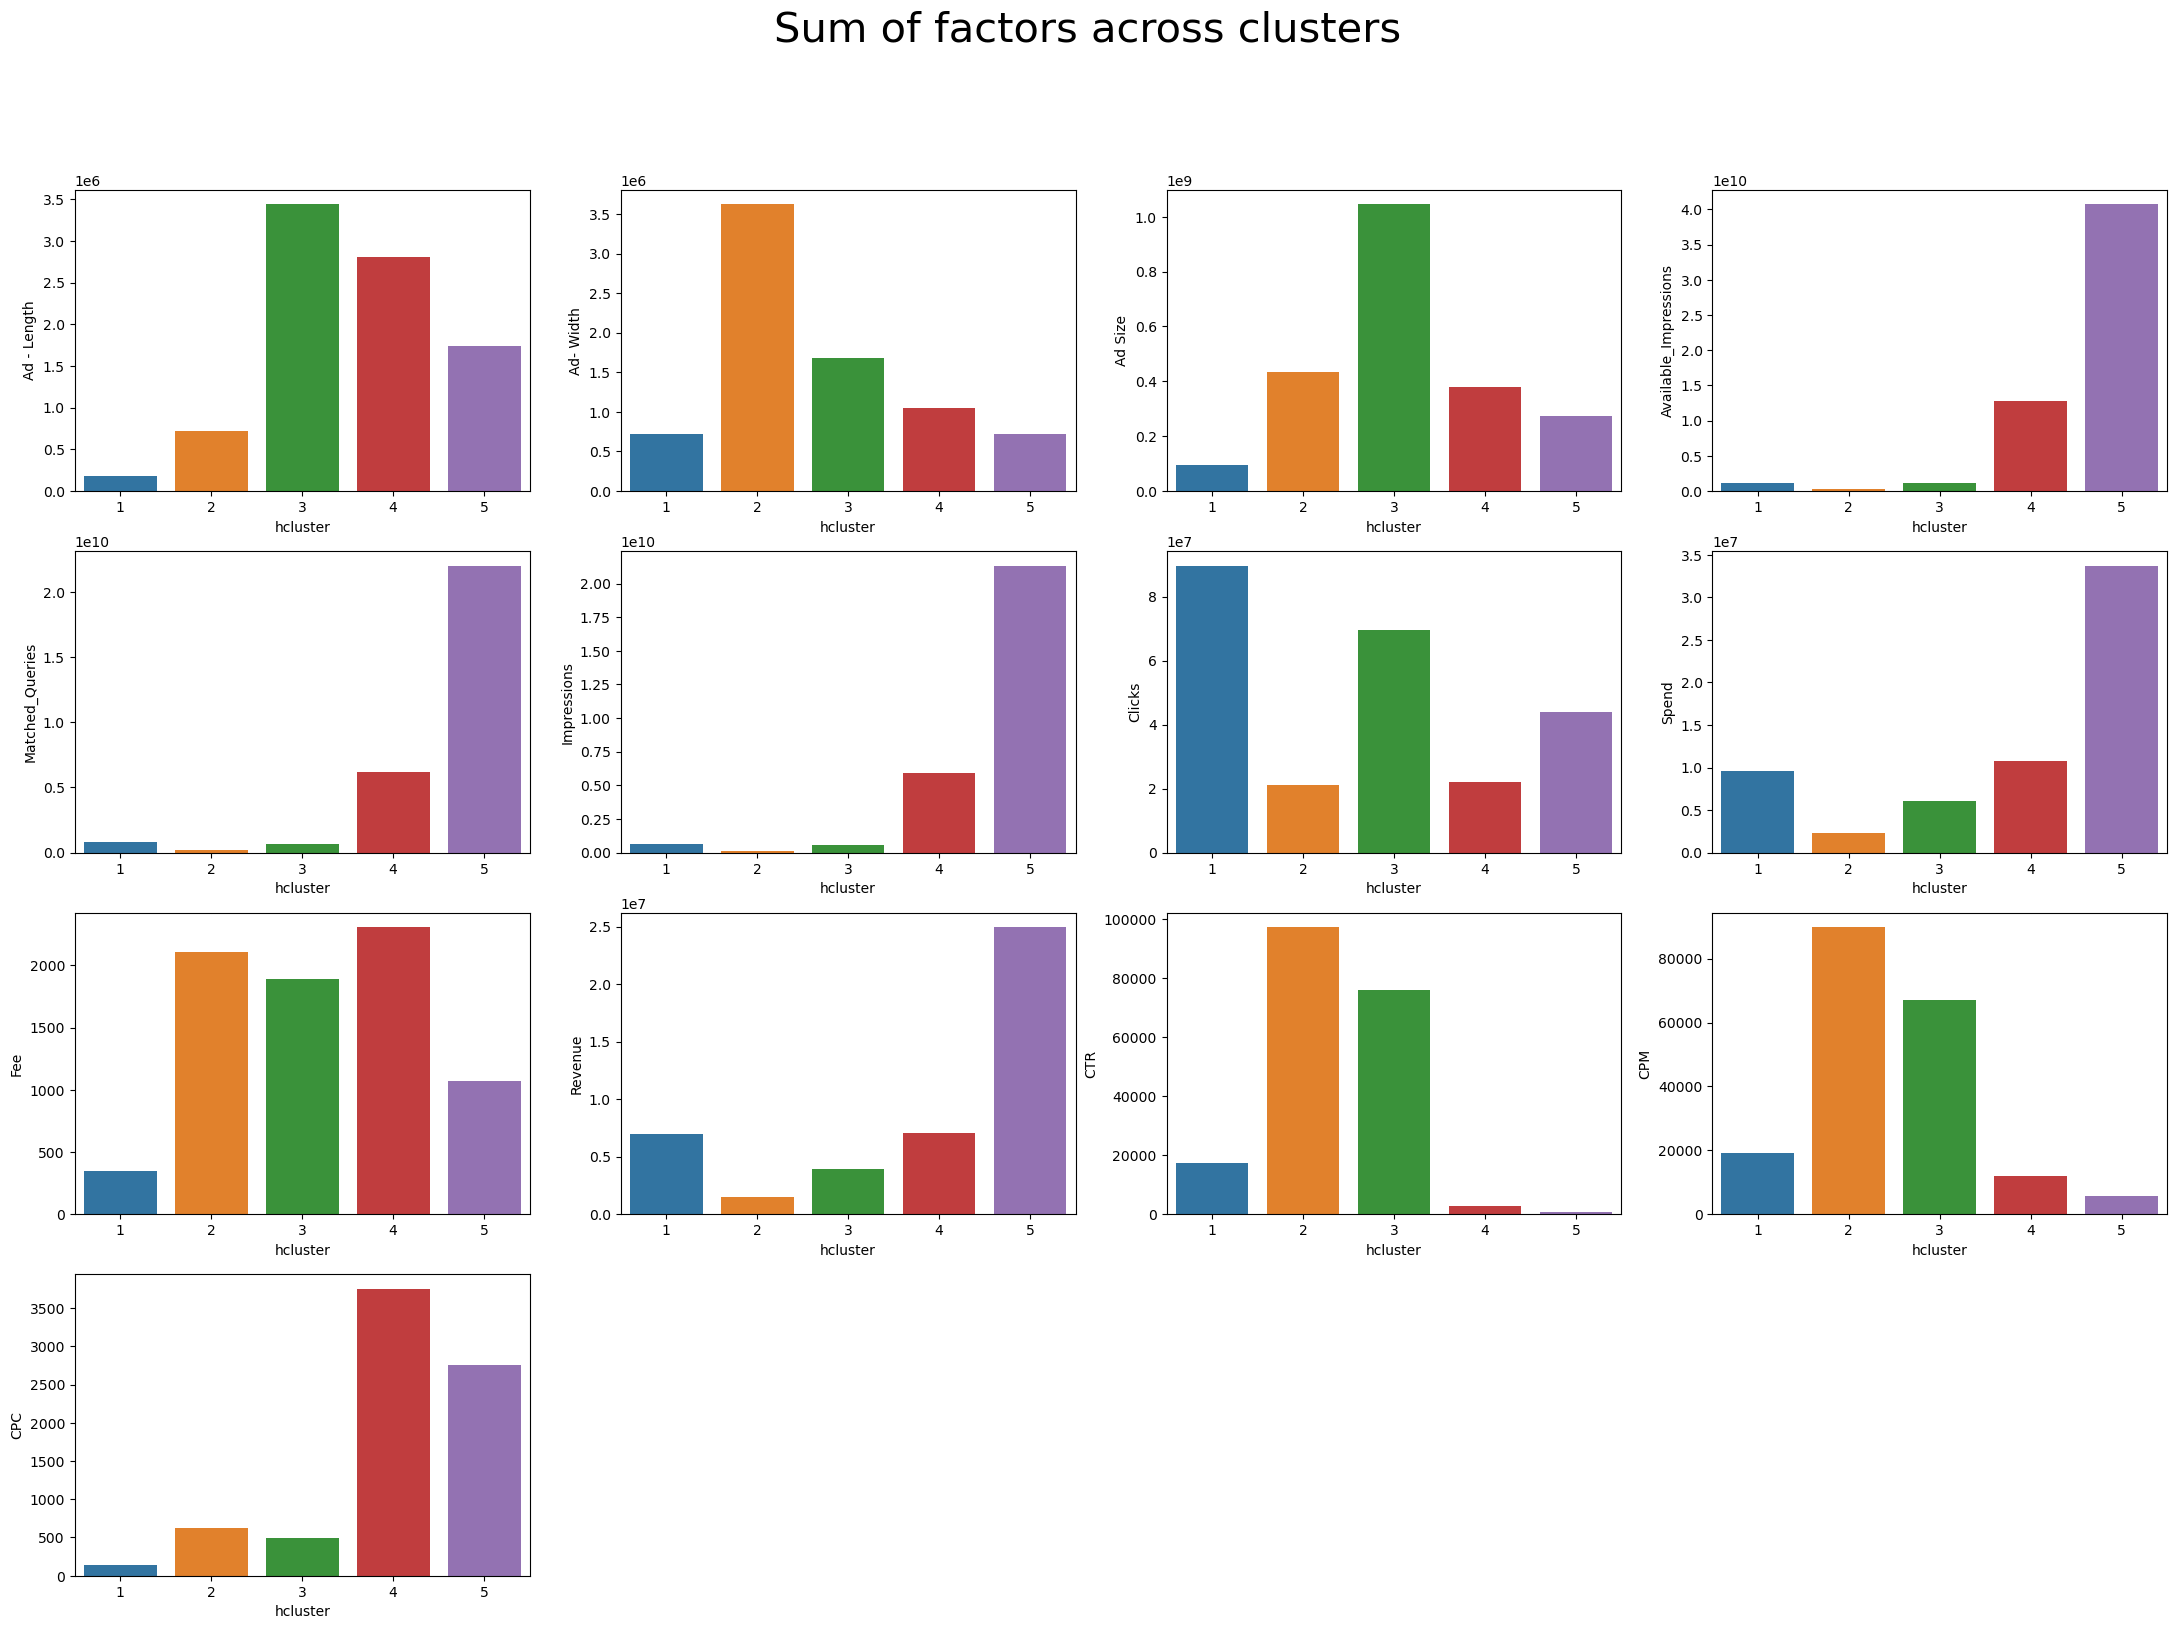 Sum of factors across clusters
1e6
Ad - Length
3.5
3.0
2.5
2.0
1.5
1.0
0.5
0.0
1 2 3 4 5
hcluster
1e6
Ad- Width
3.5
3.0
2.5
2.0
1.5
1.0
0.5
0.0
1 2 3 4 5
hcluster
1e9
Ad Size
1.0
0.8
0.6
0.4
0.2
0.0
1 2 3 4 5
hcluster
1e10
Available_Impressions
4.0
3.5
3.0
2.5
2.0
1.5
1.0
0.5
0.0
1 2 3 4 5
hcluster
1e10
Matched_Queries
2.0
1.5
1.0
0.5
0.0
1 2 3 4 5
hcluster
1e10
Impressions
2.00
1.75
1.50
1.25
1.00
0.75
0.50
0.25
0.00
1 2 3 4 5
hcluster
1e7
Clicks
8
6
4
2
0
1 2 3 4 5
hcluster
1e7
Spend
3.5
3.0
2.5
2.0
1.5
1.0
0.5
0.0
1 2 3 4 5
hcluster
Fee
2000
1500
1000
500
0
1 2 3 4 5
hcluster
1e7
Revenue
2.5
2.0
1.5
1.0
0.5
0.0
1 2 3 4 5
hcluster
CTR
100000
80000
60000
40000
20000
0
1 2 3 4 5
hcluster
CPM
80000
60000
40000
20000
0
1 2 3 4 5
hcluster
CPC
3500
3000
2500
2000
1500
1000
500
0
1 2 3 4 5
hcluster